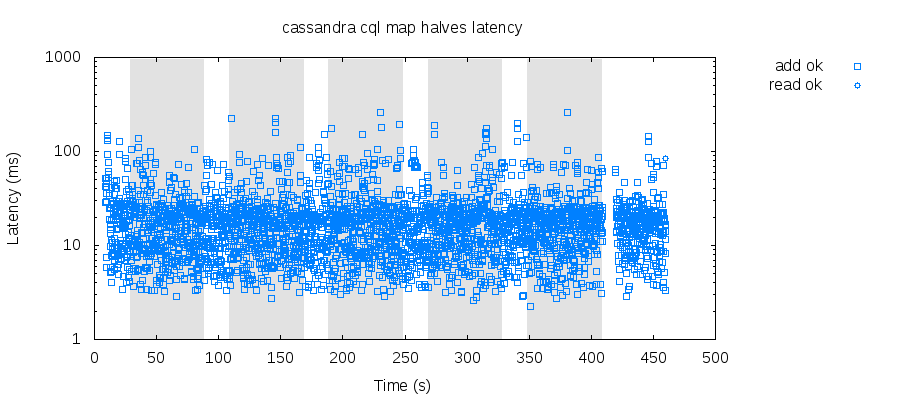 cassandra cql map halves latency
1000
100
10
1
Latency (ms)
0 50 100 150 200 250 300 350 400 450 500
Time (s)
add ok
read ok